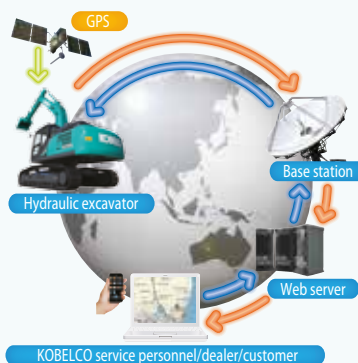 GPS
Base station
Hydraulic excavator
Web server
KOBELCO service personnel/dealer/customer